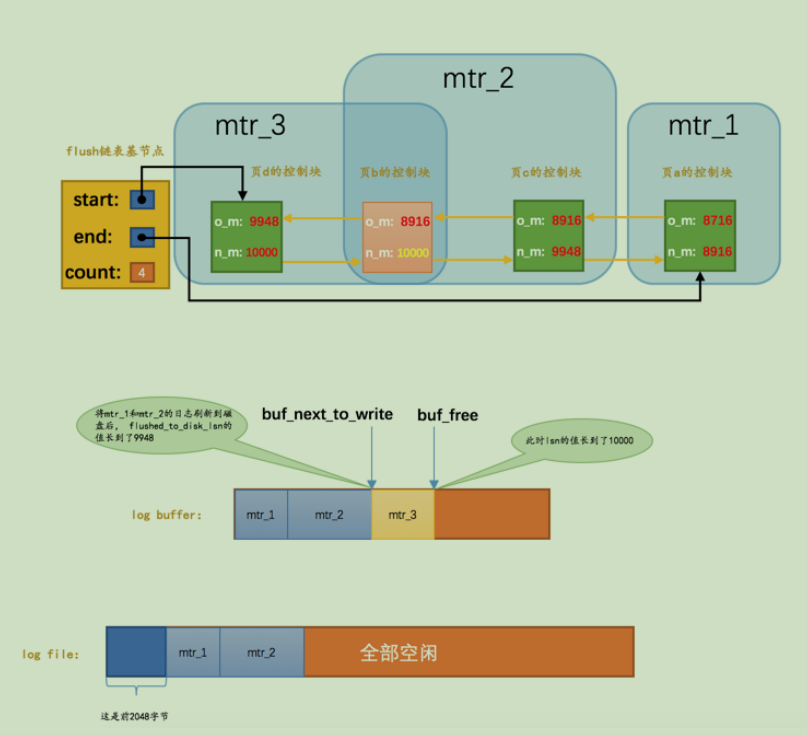 mtr_2
mtr_3
mtr_1
flush链表基节点
页d的控制块
页b的控制块
页c的控制块
页a的控制块
start:
end:
count: 4
o_m: 9948
n_m: 10000
o_m: 8916
n_m: 10000
o_m: 8916
n_m: 9948
o_m: 8716
n_m: 8916
将mtr_1和mtr_2的日志刷新到磁
盘后， flushed_to_disk_lsn的
值长到了9948
buf_next_to_write
buf_free
此时lsn的值长到了10000
log buffer:
mtr_1
mtr_2
mtr_3
log file:
mtr_1
mtr_2
全部空闲
这是前2048字节